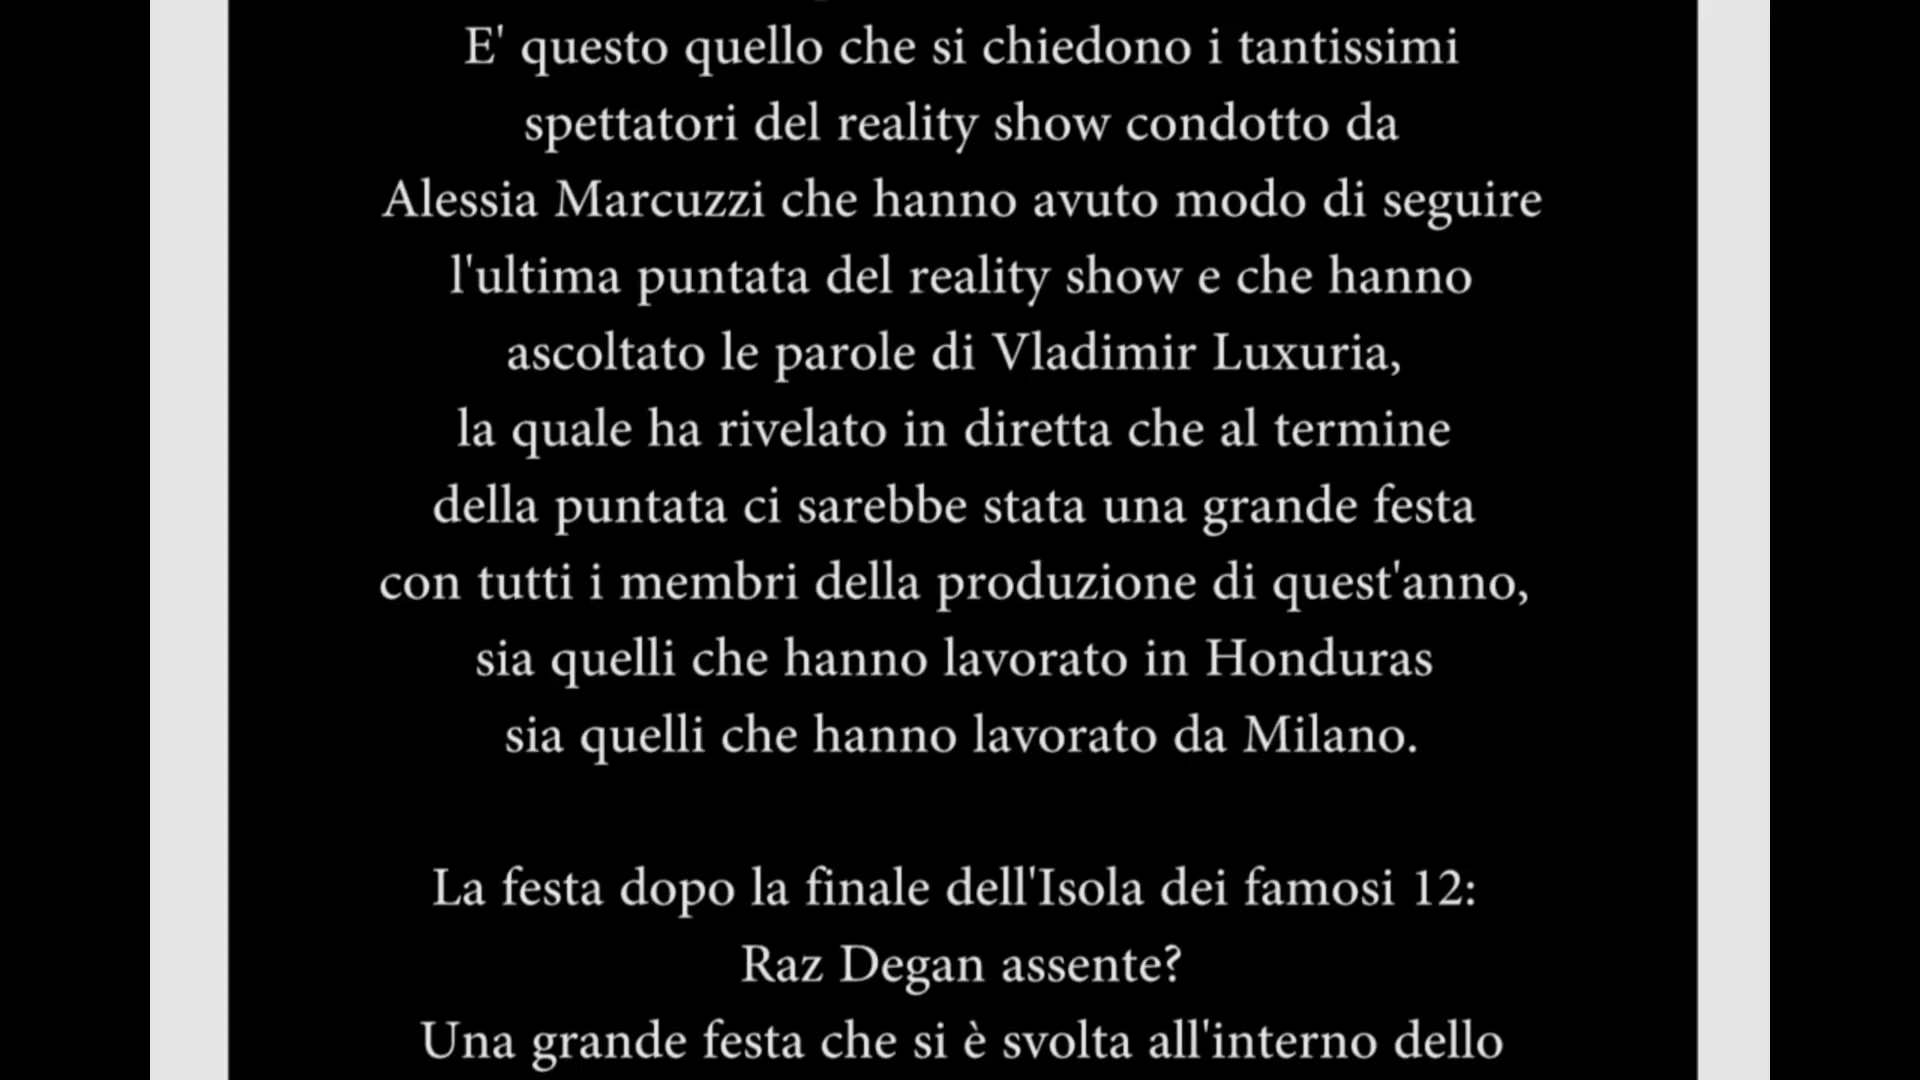 E' questo quello che si chiedono i tantissimi
spettatori del reality show condotto da
Alessia Marcuzzi che hanno avuto modo di seguire
l'ultima puntata del reality show e che hanno
ascoltato le parole di Vladimir Luxuria,
la quale ha rivelato in diretta che al termine
della puntata ci sarebbe stata una grande festa
con tutti i membri della produzione di quest'anno,
sia quelli che hanno lavorato in Honduras
sia quelli che hanno lavorato da Milano.
La festa dopo la finale dell'Isola dei famosi 12:
Raz Degan assente?
Una grande festa che si è svolta all'interno dello